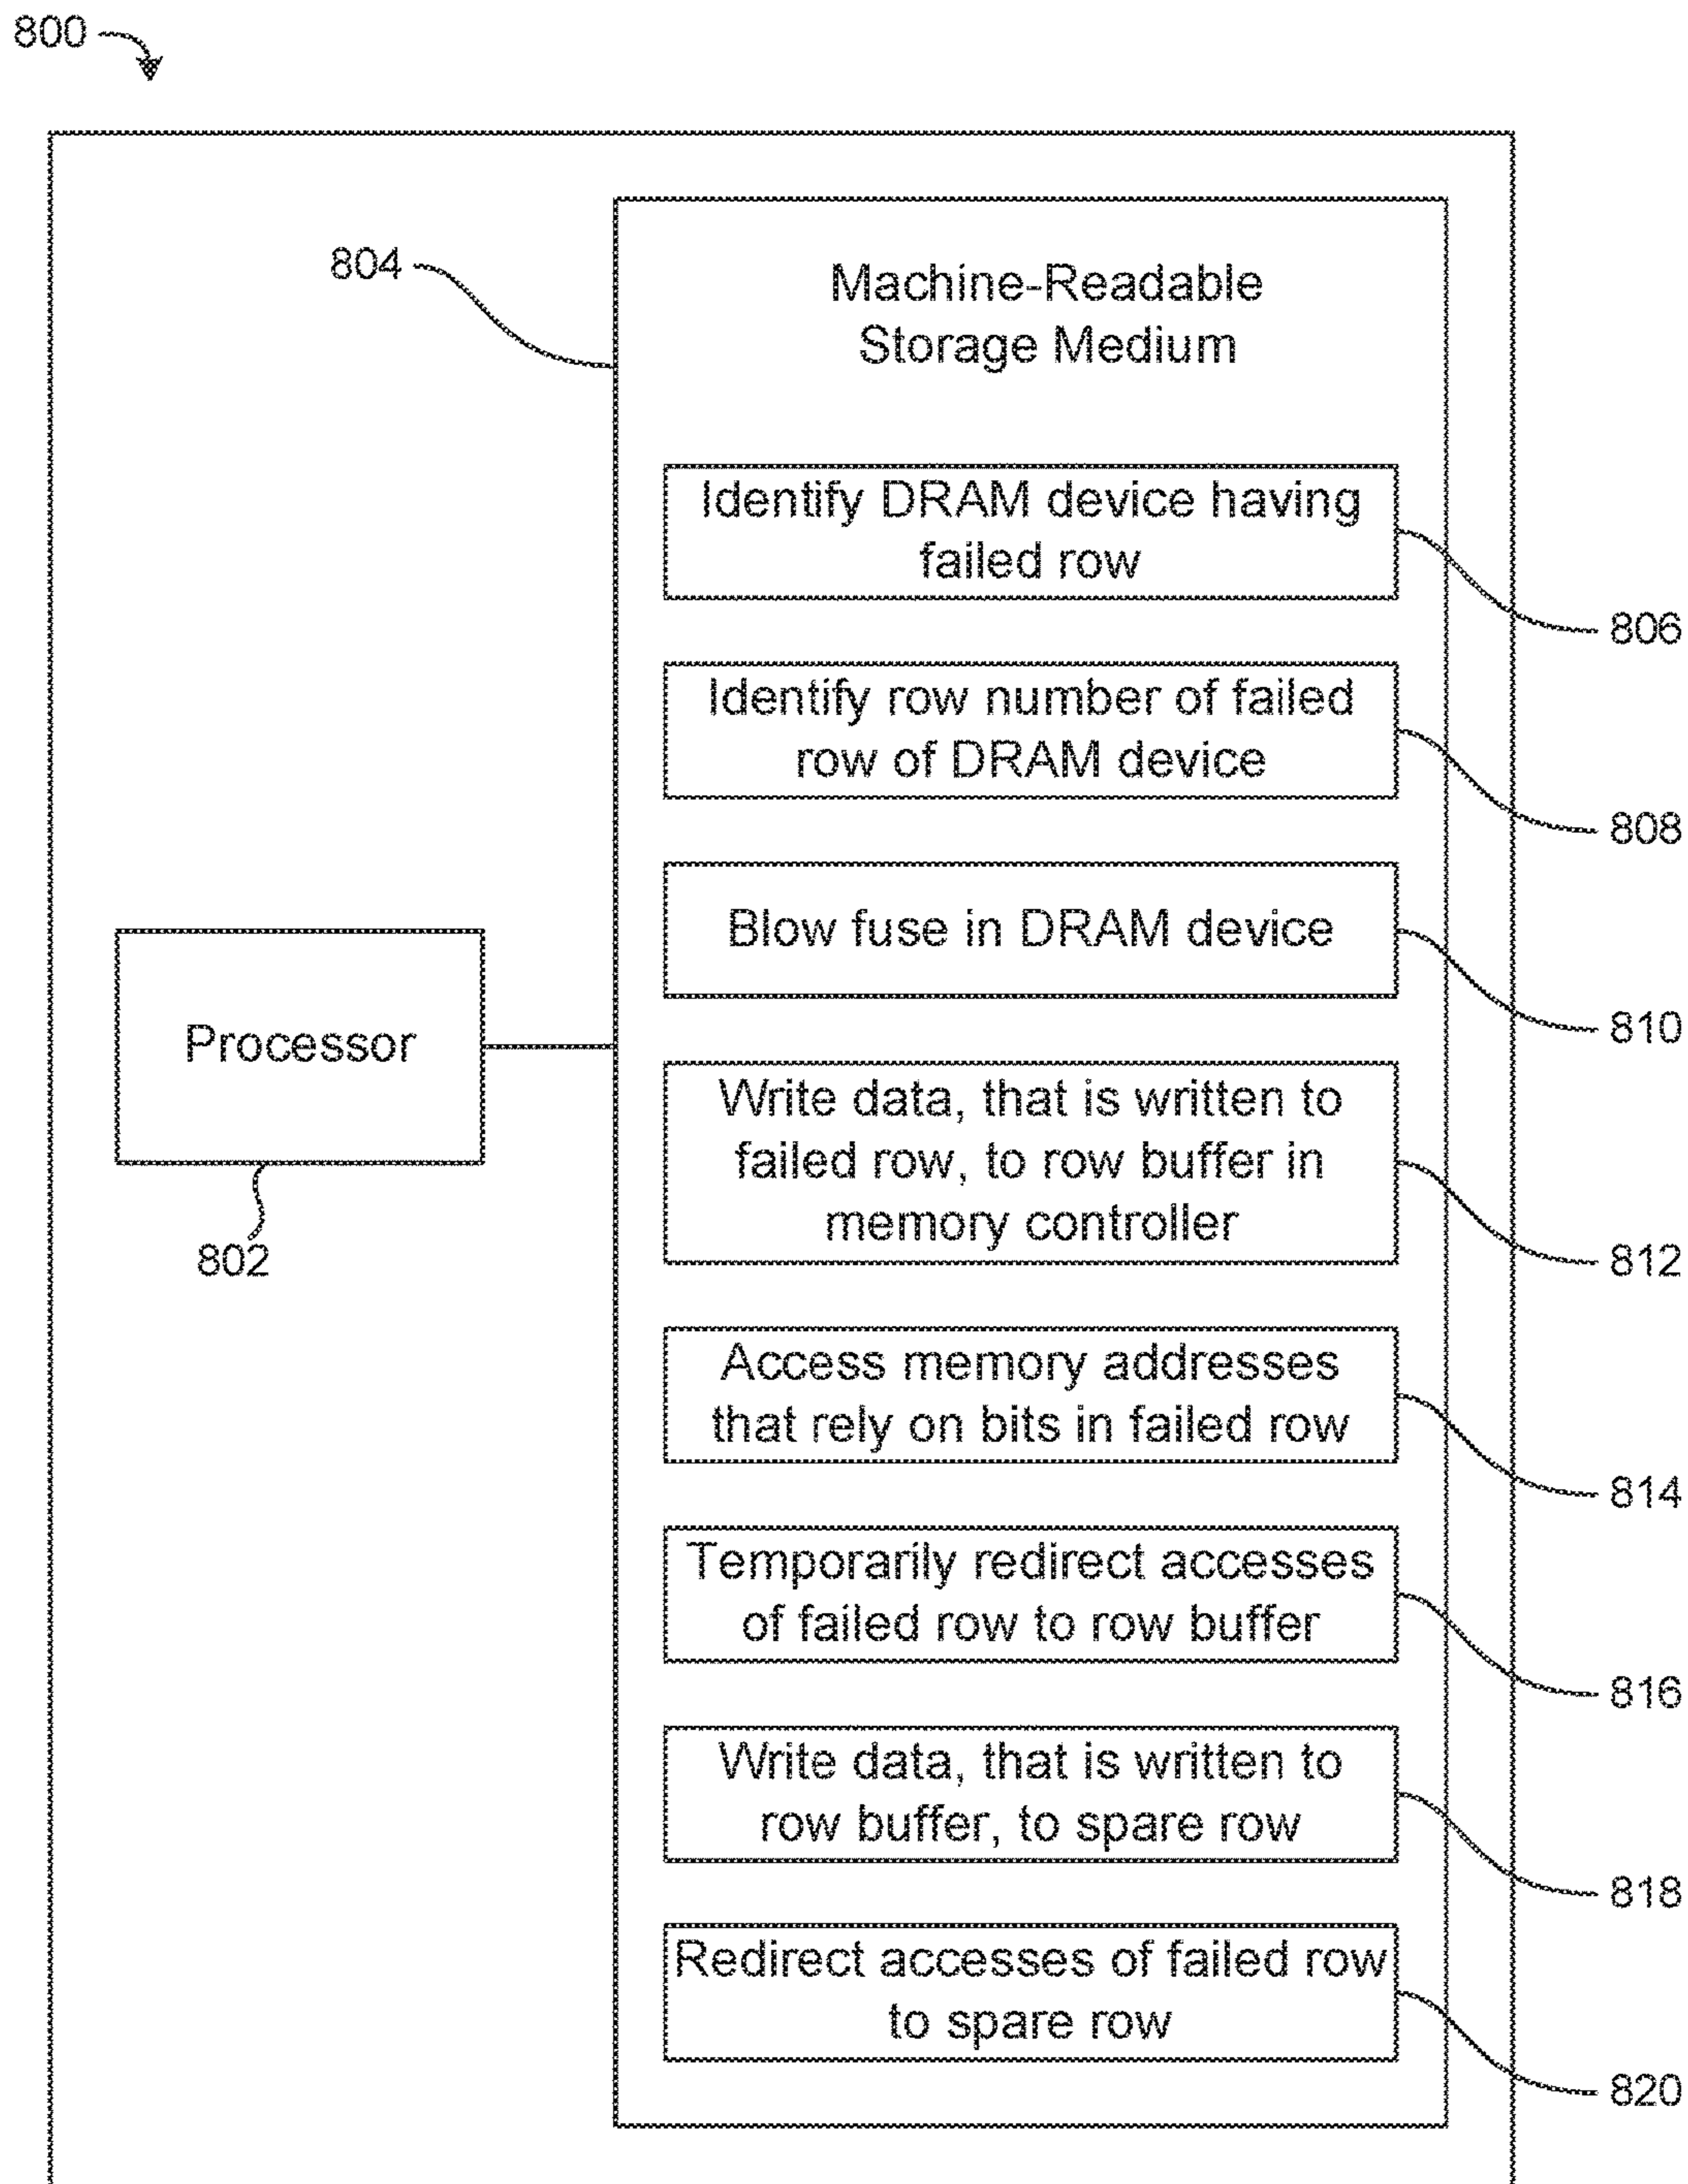 800
804
Machine-Readable
Storage Medium
Identify DRAM device having
failed row
806
Identify row number of failed
row of DRAM device
808
Blow fuse in DRAM device
810
Processor
802
Write data, that is written to
failed row, to row buffer in
memory controller
812
Access memory addresses
that rely on bits in failed row
814
Temporarily redirect accesses
of failed row to row buffer
816
Write data, that is written to
row buffer, to spare row
818
Redirect accesses of failed row
to spare row
820